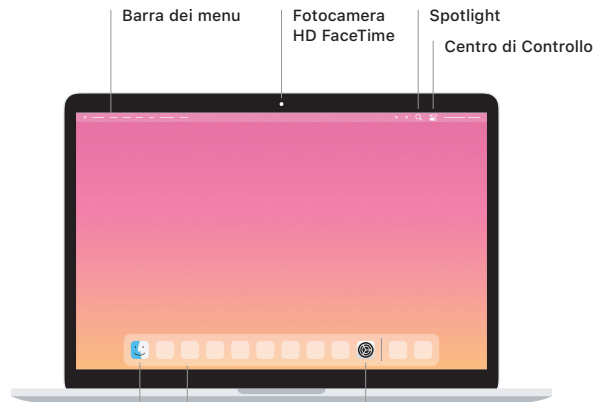 Barra dei menu
Fotocamera
HD FaceTime
Spotlight
Centro di Controllo